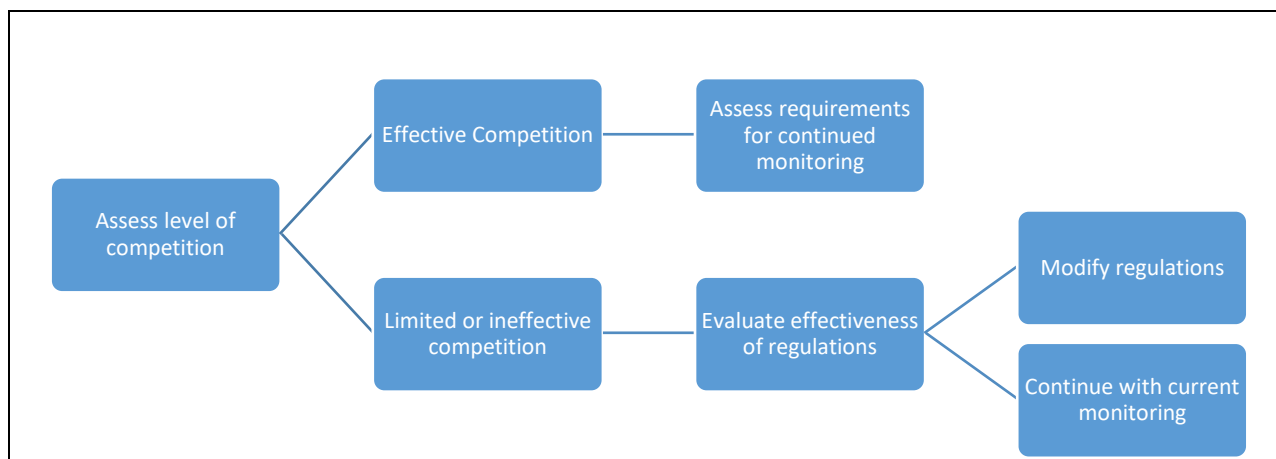 Assess level of
competition
Effective Competition
Assess requirements
for continued
monitoring
Limited or ineffective
competition
Evaluate effectiveness
of regulations
Modify regulations
Continue with current
monitoring